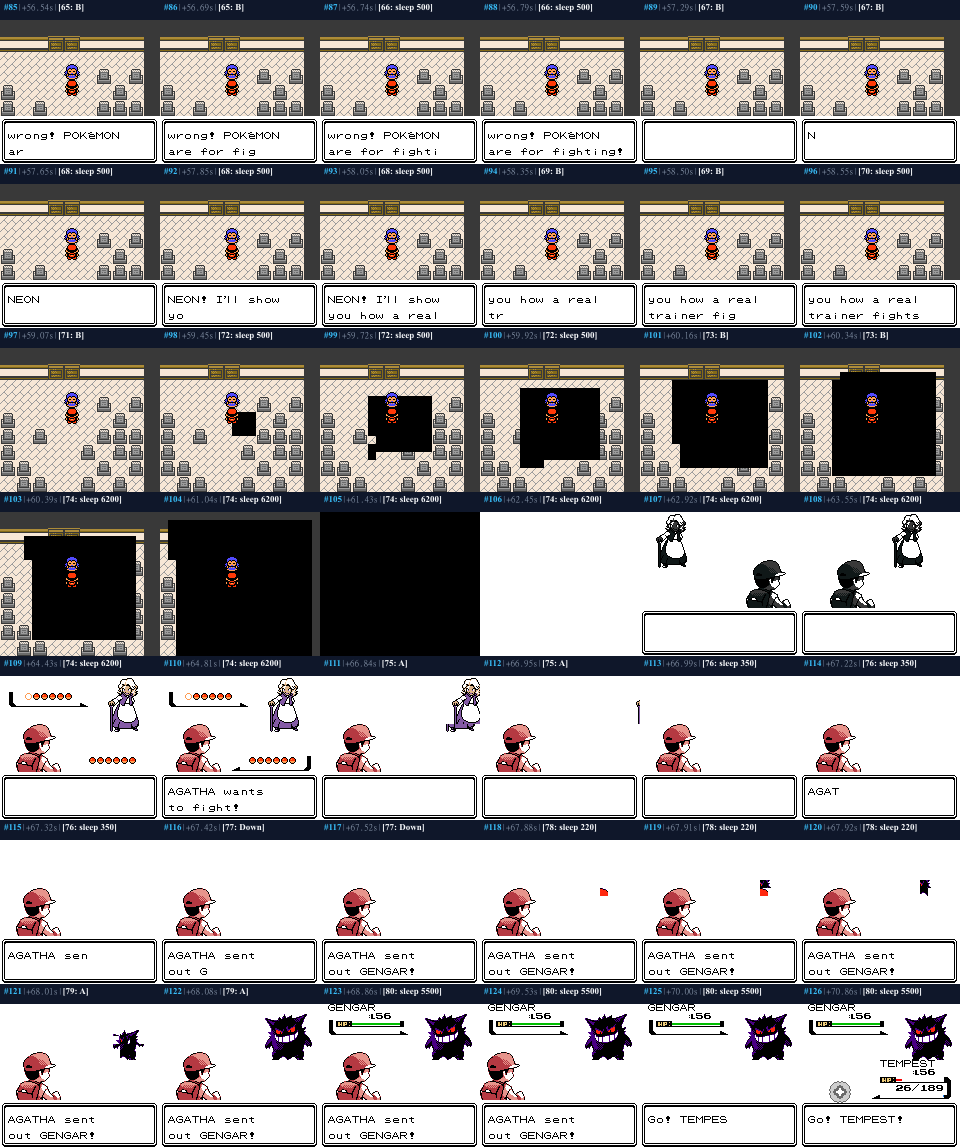 #85|+56.54s| [65: B]
#86|+56.69s| [65: B]
#87|+56.74s| [66: sleep 500]
#88|+56.79s| [66: sleep 500]
#89|+57.29s| [67: B]
#90|+57.59s| [67: B]
wrong! POKéMON
ar
wrong! POKéMON
are for fig
wrong! POKéMON
are for fighti
wrong! POKéMON
are for fighting!
N
#91|+57.65s| [68: sleep 500]
#92|+57.85s| [68: sleep 500]
#93|+58.05s| [68: sleep 500]
#94|+58.35s| [69: B]
#95|+58.50s| [69: B]
#96|+58.55s| [70: sleep 500]
NEON
NEON! I'll show
yo
NEON! I'll show
you how a real
you how a real
tr
you how a real
trainer fig
you how a real
trainer fights
#97|+59.07s| [71: B]
#98|+59.45s| [72: sleep 500]
#99|+59.72s| [72: sleep 500]
#100|+59.92s| [72: sleep 500]
#101|+60.16s| [73: B]
#102|+60.34s| [73: B]
#103|+60.39s| [74: sleep 6200]
#104|+61.04s| [74: sleep 6200]
#105|+61.43s| [74: sleep 6200]
#106|+62.45s| [74: sleep 6200]
#107|+62.92s| [74: sleep 6200]
#108|+63.55s| [74: sleep 6200]
#109|+64.43s| [74: sleep 6200]
#110|+64.81s| [74: sleep 6200]
#111|+66.84s| [75: A]
#112|+66.95s| [75: A]
#113|+66.99s| [76: sleep 350]
#114|+67.22s| [76: sleep 350]
AGATHA wants
to fight!
AGAT
#115|+67.32s| [76: sleep 350]
#116|+67.42s| [77: Down]
#117|+67.52s| [77: Down]
#118|+67.88s| [78: sleep 220]
#119|+67.91s| [78: sleep 220]
#120|+67.92s| [78: sleep 220]
AGATHA sen
AGATHA sent
out G
AGATHA sent
out GENGAR!
AGATHA sent
out GENGAR!
AGATHA sent
out GENGAR!
AGATHA sent
out GENGAR!
#121|+68.01s| [79: A]
#122|+68.08s| [79: A]
#123|+68.86s| [80: sleep 5500]
#124|+69.53s| [80: sleep 5500]
#125|+70.00s| [80: sleep 5500]
#126|+70.86s| [80: sleep 5500]
AGATHA sent
out GENGAR!
AGATHA sent
out GENGAR!
GENGAR
:L56
HP:
AGATHA sent
out GENGAR!
GENGAR
:L56
HP:
AGATHA sent
out GENGAR!
GENGAR
:L56
HP:
Go! TEMPES
GENGAR
:L56
HP:
TEMPEST
:L56
HP:
26/189
Go! TEMPEST!